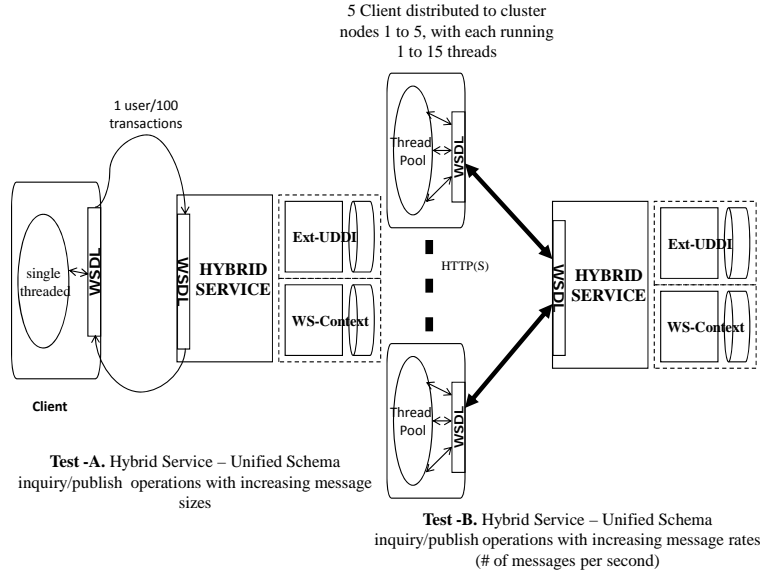 5 Client distributed to cluster
nodes 1 to 5, with each running
1 to 15 threads
1 user/100
transactions
single
threaded
WSDL
WSDL
HYBRID
SERVICE
Ext-UDDI
WS-Context
Client
Test -A. Hybrid Service – Unified Schema
inquiry/publish operations with increasing message
sizes
Thread
Pool
WSDL
HTTP(S)
Thread
Pool
WSDL
WSDL
HYBRID
SERVICE
Ext-UDDI
WS-Context
Test -B. Hybrid Service – Unified Schema
inquiry/publish operations with increasing message rates
(# of messages per second)